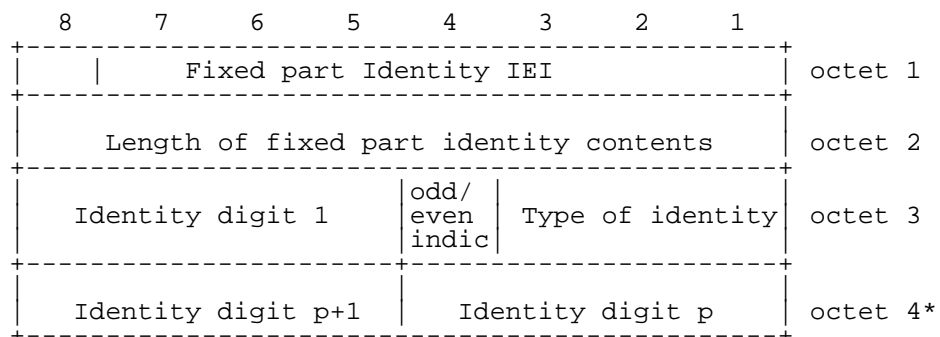 8 7 6 5 4 3 2 1
Fixed part Identity IEI octet 1
Length of fixed part identity contents octet 2
odd/
Identity digit 1 even Type of identity octet 3
indic
Identity digit p+1 Identity digit p octet 4*